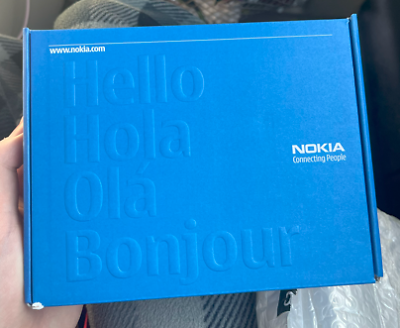 www.nokia.com
Hello
Hola
Olá
Bonjour
NOKIA
Connecting People